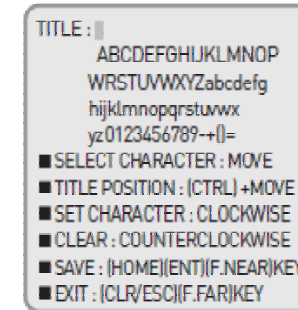 TITLE :
ABCDEFGHIJKLMNOP
WRSTUVWXYZabcdefg
hijklmnopqrstuvwx
yz0123456789-+()=
■ SELECT CHARACTER : MOVE
■ TITLE POSITION : (CTRL) +MOVE
■ SET CHARACTER : CLOCKWISE
■ CLEAR : COUNTERCLOCKWISE
■ SAVE : (HOME)(ENT)(F.NEAR)KEY
■ EXIT : (CLR/ESC)(F.FAR)KEY